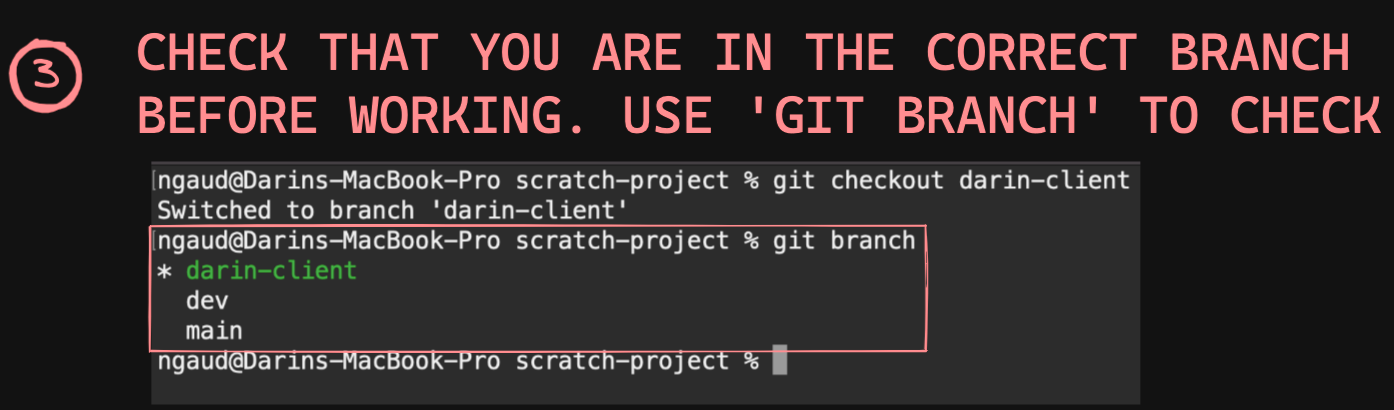 3
CHECK THAT YOU ARE IN THE CORRECT BRANCH
BEFORE WORKING. USE 'GIT BRANCH' TO CHECK
[ngaud@Darins-MacBook-Pro scratch-project % git checkout darin-client
Switched to branch 'darin-client'
[ngaud@Darins-MacBook-Pro scratch-project % git branch
* darin-client
  dev
  main
ngaud@Darins-MacBook-Pro scratch-project %